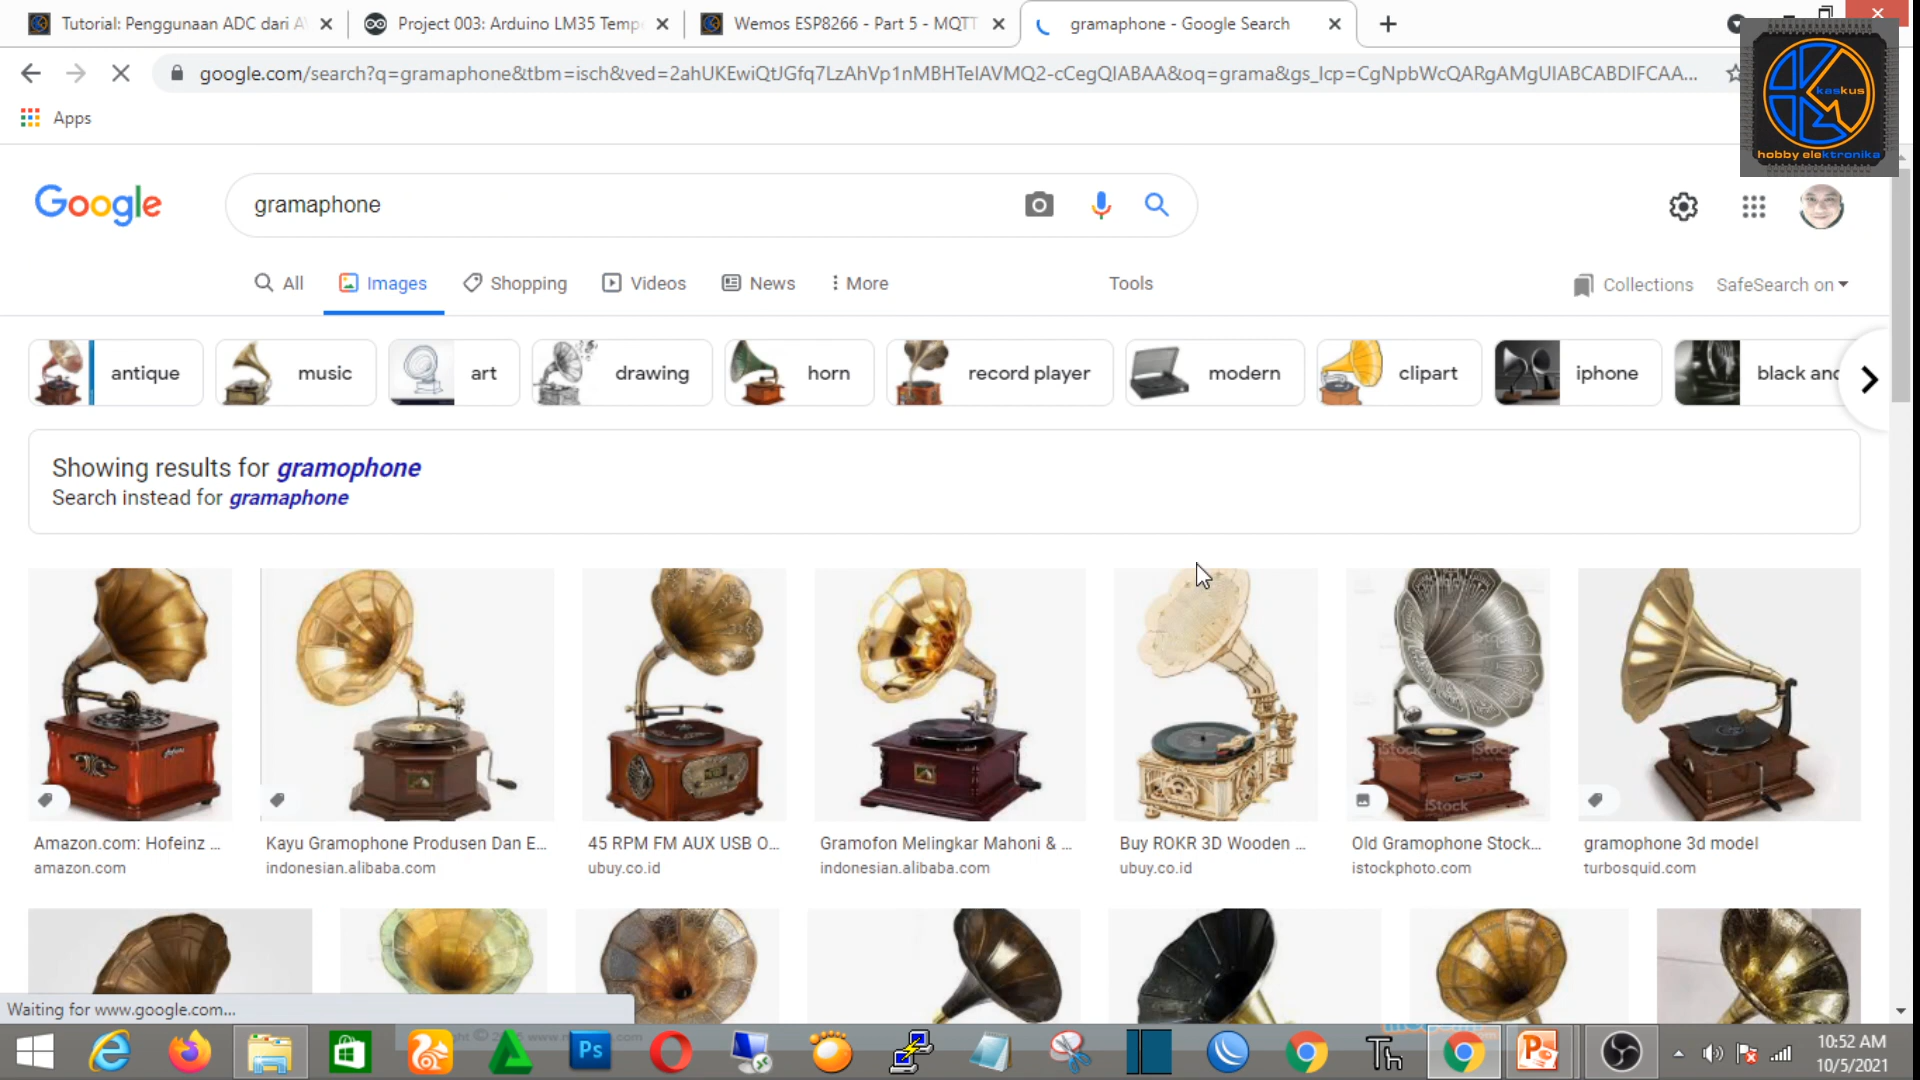 Tutorial: Penggunaan ADC dari A
Project 003: Arduino LM35 Temp
Wemos ESP8266 - Part 5 - MQTT
gramaphone - Google Search
google.com/search?q=gramaphone&tbm=isch&ved=2ahUKEwiQtJGfq7LzAhVp1nMBHTelAVMQ2-cCegQIABAA&oq=grama&gs_lcp=CgNpbWcQARgAMgUIABCABDIFCAA...
Apps
kaskus
hobby elektronika
Google
gramaphone
All
Images
Shopping
Videos
News
More
Tools
Collections
SafeSearch on
antique
music
art
drawing
horn
record player
modern
clipart
iphone
black and
Showing results for gramophone
Search instead for gramaphone
iStock
iStock
iStock
Amazon.com: Hofeinz ...
amazon.com
Kayu Gramophone Produsen Dan E...
indonesian.alibaba.com
45 RPM FM AUX USB O...
ubuy.co.id
Gramofon Melingkar Mahoni & ...
indonesian.alibaba.com
Buy ROKR 3D Wooden ...
ubuy.co.id
Old Gramophone Stock...
istockphoto.com
gramophone 3d model
turbosquid.com
Waiting for www.google.com...
Ps
Th
10:52 AM
10/5/2021